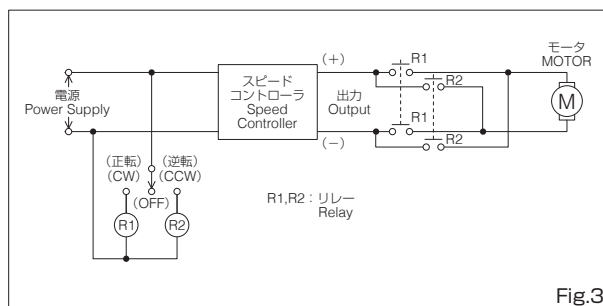 電源
Power Supply
スピード
コントローラ
Speed
Controller
(+)
出力
Output
(−)
R1
R2
R1
R2
モータ
MOTOR
M
(正転)
(CW)
(逆転)
(CCW)
(OFF)
R1
R2
R1,R2：リレー
Relay
Fig.3